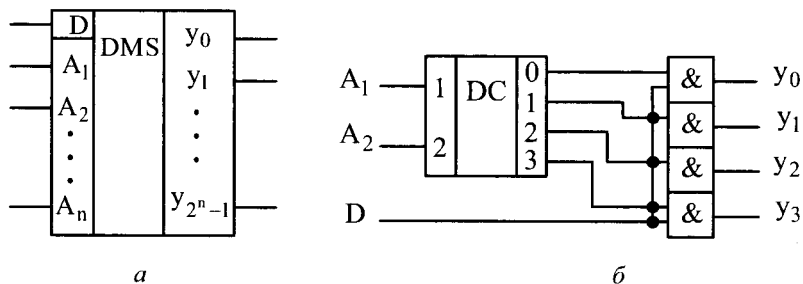 D DMS y₀
A₁ y₁
A₂
Aₙ y₂ⁿ₋₁
а
A₁ 1 DC 0 & y₀
1 & y₁
A₂ 2 2 & y₂
3
D & y₃
б